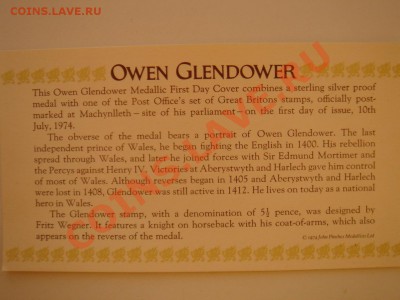 COINS.LAVE.RU
OWEN GLENDOWER
This Owen Glendower Medallic First Day Cover combines a sterling silver proof
medal with one of the Post Office's set of Great Britons stamps, officially post-
marked at Machynlleth – site of his parliament – on the first day of issue, 10th
July, 1974.
The obverse of the medal bears a portrait of Owen Glendower. The last
independent prince of Wales, he began fighting the English in 1400. His rebellion
spread through Wales, and later he joined forces with Sir Edmund Mortimer and
the Percys against Henry IV. Victories at Aberystwyth and Harlech gave him control
of most of Wales. Although reverses began in 1405 and Aberystwyth and Harlech
were lost in 1408, Glendower was still active in 1412. He lives on today as a national
hero in Wales.
The Glendower stamp, with a denomination of 5½ pence, was designed by
Fritz Wegner. It features a knight on horseback with his coat-of-arms, which also
appears on the reverse of the medal.
© 1974 John Pinches Medallists Ltd